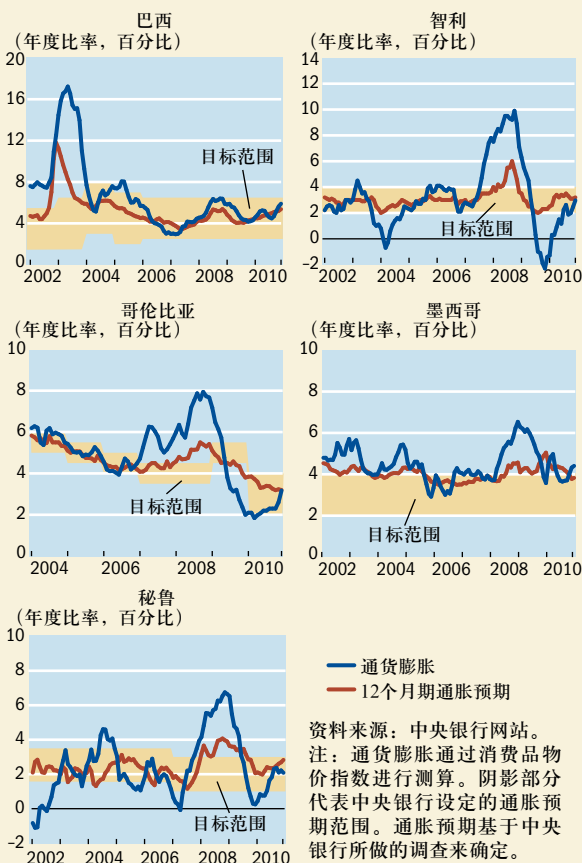 巴西
（年度比率，百分比）
20
16
12
8
4
0
目标范围
2002 2004 2006 2008 2010
智利
（年度比率，百分比）
14
12
10
8
6
4
2
0
–2
目标范围
2002 2004 2006 2008 2010
哥伦比亚
（年度比率，百分比）
10
8
6
4
2
0
目标范围
2004 2006 2008 2010
墨西哥
（年度比率，百分比）
10
8
6
4
2
0
目标范围
2002 2004 2006 2008 2010
秘鲁
（年度比率，百分比）
10
8
6
4
2
0
–2
目标范围
2002 2004 2006 2008 2010
通货膨胀
12个月期通胀预期
资料来源：中央银行网站。
注：通货膨胀通过消费品物
价指数进行测算。阴影部分
代表中央银行设定的通胀预
期范围。通胀预期基于中央
银行所做的调查来确定。